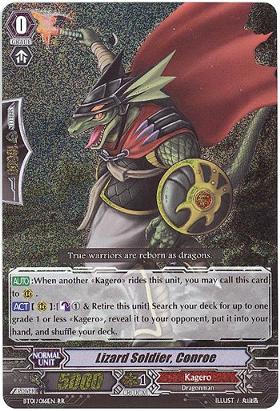 0
True warriors are reborn as dragons.
AUTO:When another «Kagero» rides this unit, you may call this card
to
ACT [ ①& Retire this unit] Search your deck for up to one
grade 1 or less «Kagero», reveal it to your opponent, put it into your
hand, and shuffle your deck.
NORMAL
UNIT
Lizard Soldier, Conroe
5000
1
Kagero
Dragonman
BT01/016EN RR
ILLUST /